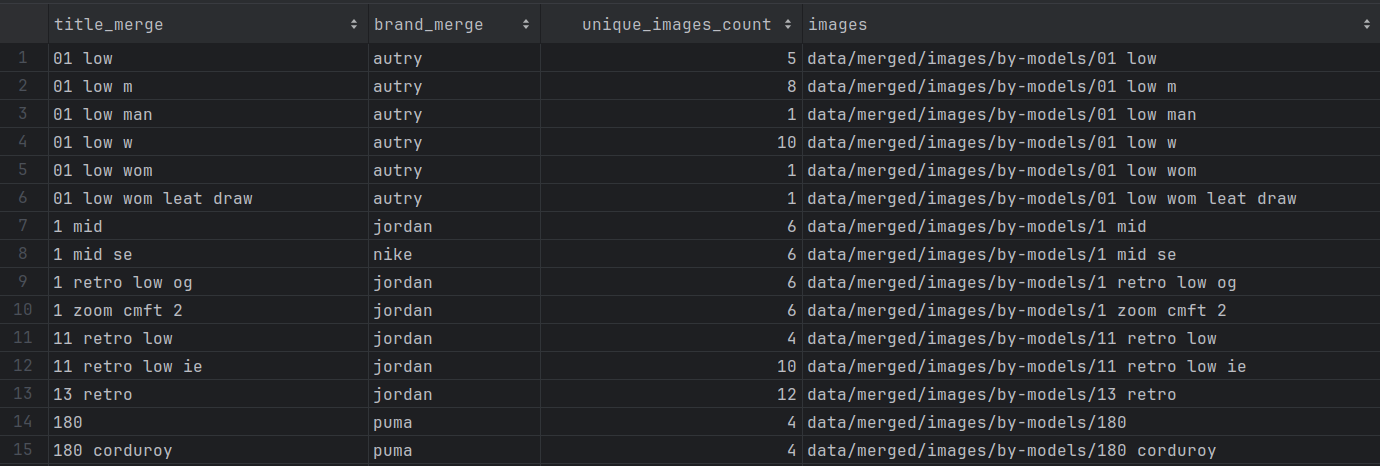 title_merge brand_merge unique_images_count images
1 01 low autry 5 data/merged/images/by-models/01 low
2 01 low m autry 8 data/merged/images/by-models/01 low m
3 01 low man autry 1 data/merged/images/by-models/01 low man
4 01 low w autry 10 data/merged/images/by-models/01 low w
5 01 low wom autry 1 data/merged/images/by-models/01 low wom
6 01 low wom leat draw autry 1 data/merged/images/by-models/01 low wom leat draw
7 1 mid jordan 6 data/merged/images/by-models/1 mid
8 1 mid se nike 6 data/merged/images/by-models/1 mid se
9 1 retro low og jordan 6 data/merged/images/by-models/1 retro low og
10 1 zoom cmft 2 jordan 6 data/merged/images/by-models/1 zoom cmft 2
11 11 retro low jordan 4 data/merged/images/by-models/11 retro low
12 11 retro low ie jordan 10 data/merged/images/by-models/11 retro low ie
13 13 retro jordan 12 data/merged/images/by-models/13 retro
14 180 puma 4 data/merged/images/by-models/180
15 180 corduroy puma 4 data/merged/images/by-models/180 corduroy